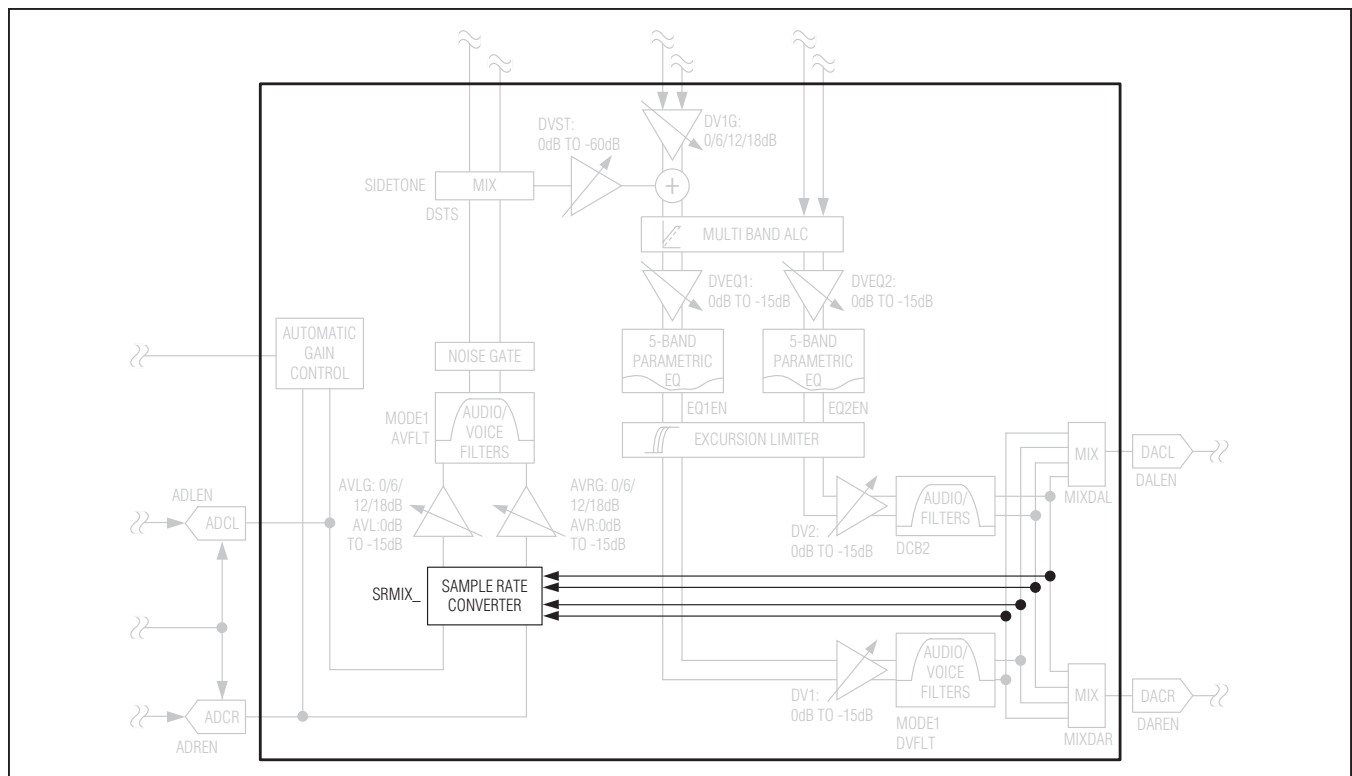 DVST:
0dB TO -60dB
DV1G:
0/6/12/18dB
SIDETONE
MIX
DSTS
+
MULTI BAND ALC
DVEQ1:
0dB TO -15dB
DVEQ2:
0dB TO -15dB
AUTOMATIC
GAIN
CONTROL
NOISE GATE
5-BAND
PARAMETRIC
EQ
5-BAND
PARAMETRIC
EQ
EQ1EN
EQ2EN
MODE1
AVFLT
AUDIO/
VOICE
FILTERS
EXCURSION LIMITER
MIX
MIXDAL
DACL
DALEN
ADLEN
ADCL
AVLG: 0/6/
12/18dB
AVL:0dB
TO -15dB
AVRG: 0/6/
12/18dB
AVR:0dB
TO -15dB
DV2:
0dB TO -15dB
AUDIO/
FILTERS
DCB2
SRMIX_
SAMPLE RATE
CONVERTER
ADCR
ADREN
DV1:
0dB TO -15dB
AUDIO/
VOICE
FILTERS
MODE1
DVFLT
MIX
MIXDAR
DACR
DAREN